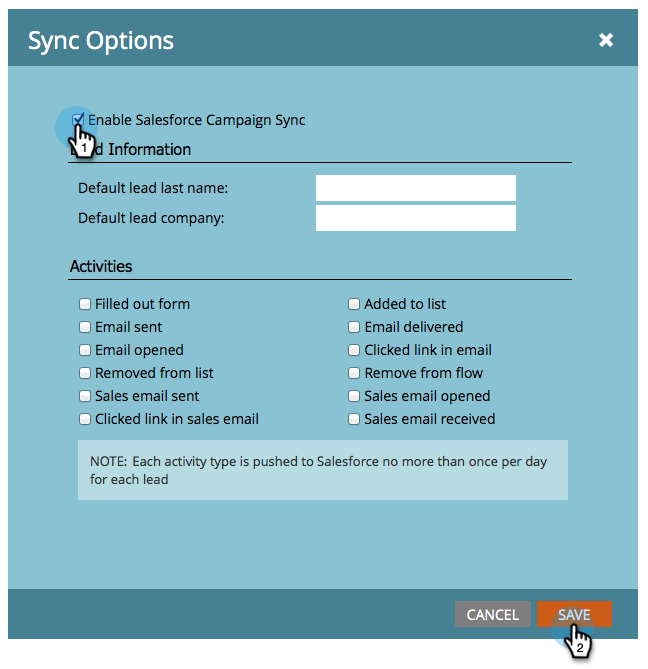 Sync Options
Enable Salesforce Campaign Sync
1
d Information
Default lead last name:
Default lead company:
Activities
Filled out form Added to list
Email sent Email delivered
Email opened Clicked link in email
Removed from list Remove from flow
Sales email sent Sales email opened
Clicked link in sales email Sales email received
NOTE: Each activity type is pushed to Salesforce no more than once per day
for each lead
CANCEL SAVE
2